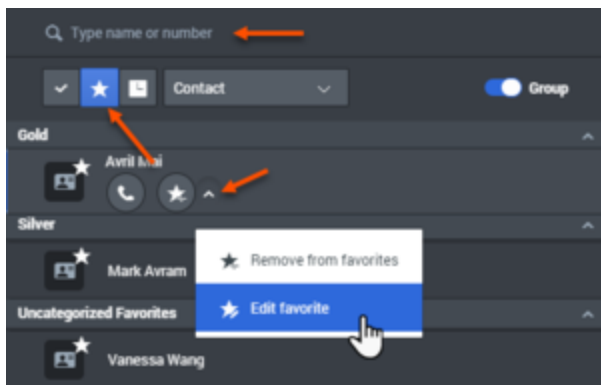 Type name or number
Contact
Group
Gold
Avril Mai
Silver
Remove from favorites
Mark Avram
Edit favorite
Uncategorized Favorites
Vanessa Wang